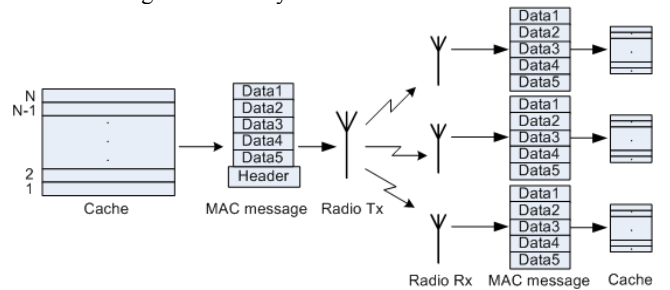 Data1
Data2
Data3
Data4
Data5
N
N-1
2
1
Cache
Data1
Data2
Data3
Data4
Data5
Header
MAC message
Radio Tx
Data1
Data2
Data3
Data4
Data5
Data1
Data2
Data3
Data4
Data5
Radio Rx
MAC message
Cache